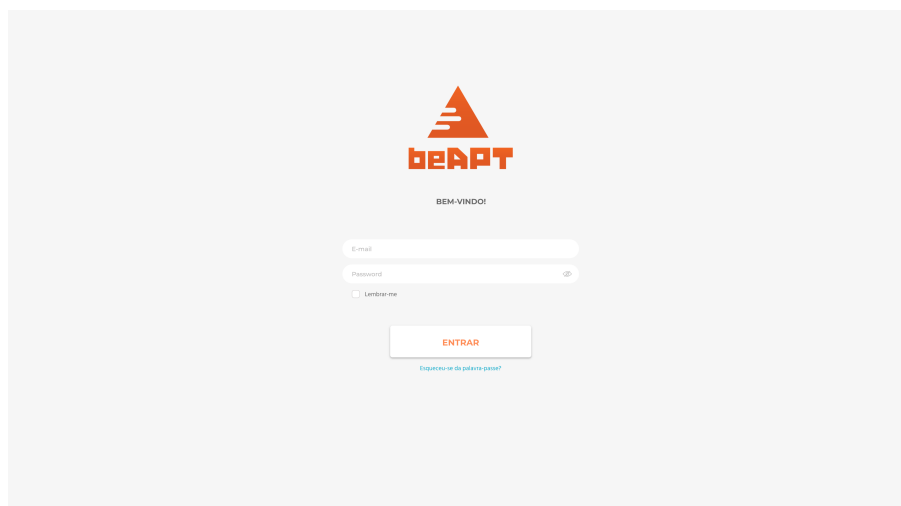 beAPT
BEM-VINDO!
E-mail
Password
Lembrar-me
ENTRAR
Esqueceu-se da palavra-passe?